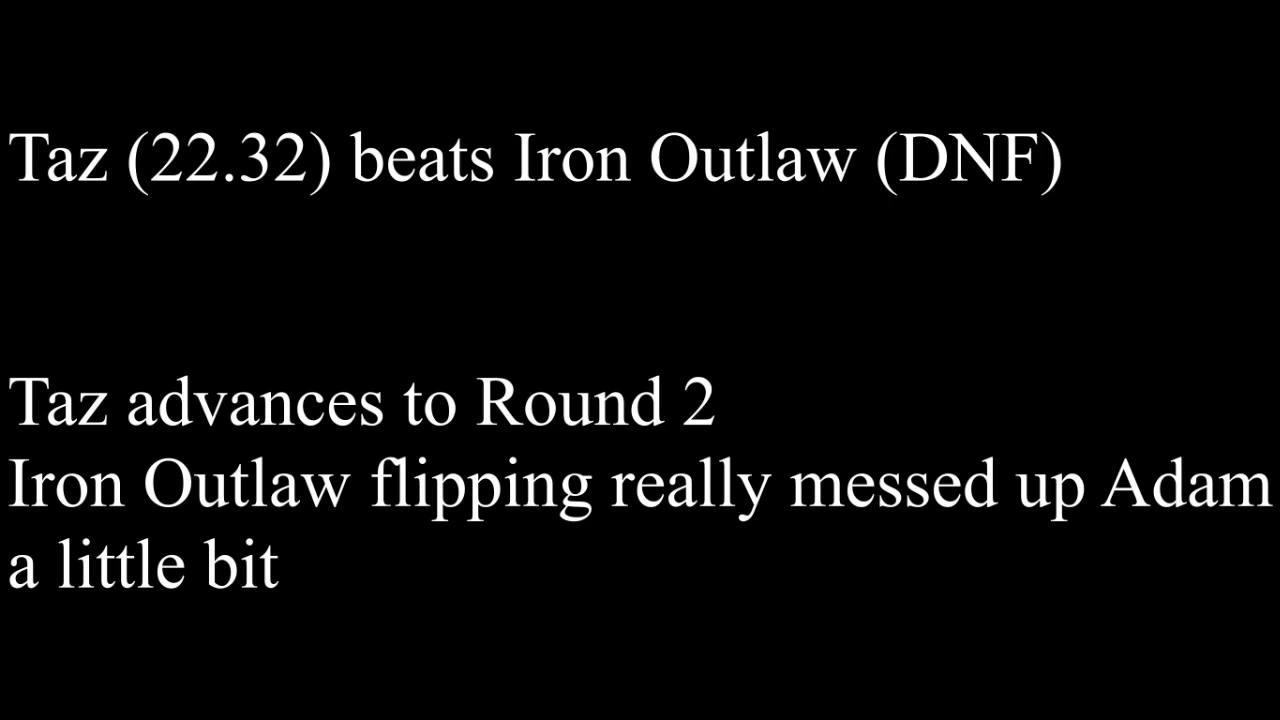 Taz (22.32) beats Iron Outlaw (DNF)
Taz advances to Round 2
Iron Outlaw flipping really messed up Adam
a little bit